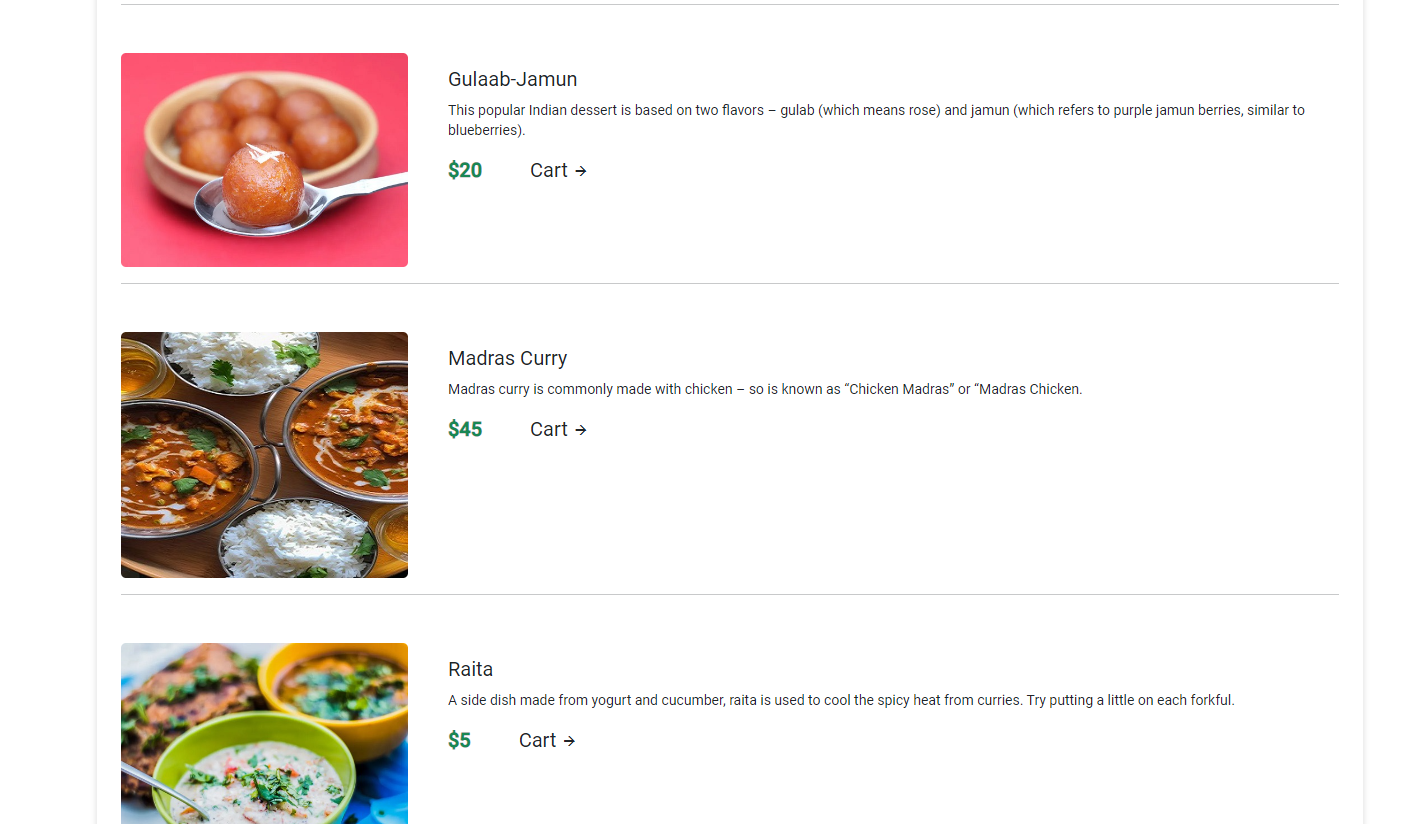 Gulaab-Jamun
This popular Indian dessert is based on two flavors – gulab (which means rose) and jamun (which refers to purple jamun berries, similar to
blueberries).
$20 Cart →
Madras Curry
Madras curry is commonly made with chicken – so is known as “Chicken Madras” or “Madras Chicken.
$45 Cart →
Raita
A side dish made from yogurt and cucumber, raita is used to cool the spicy heat from curries. Try putting a little on each forkful.
$5 Cart →